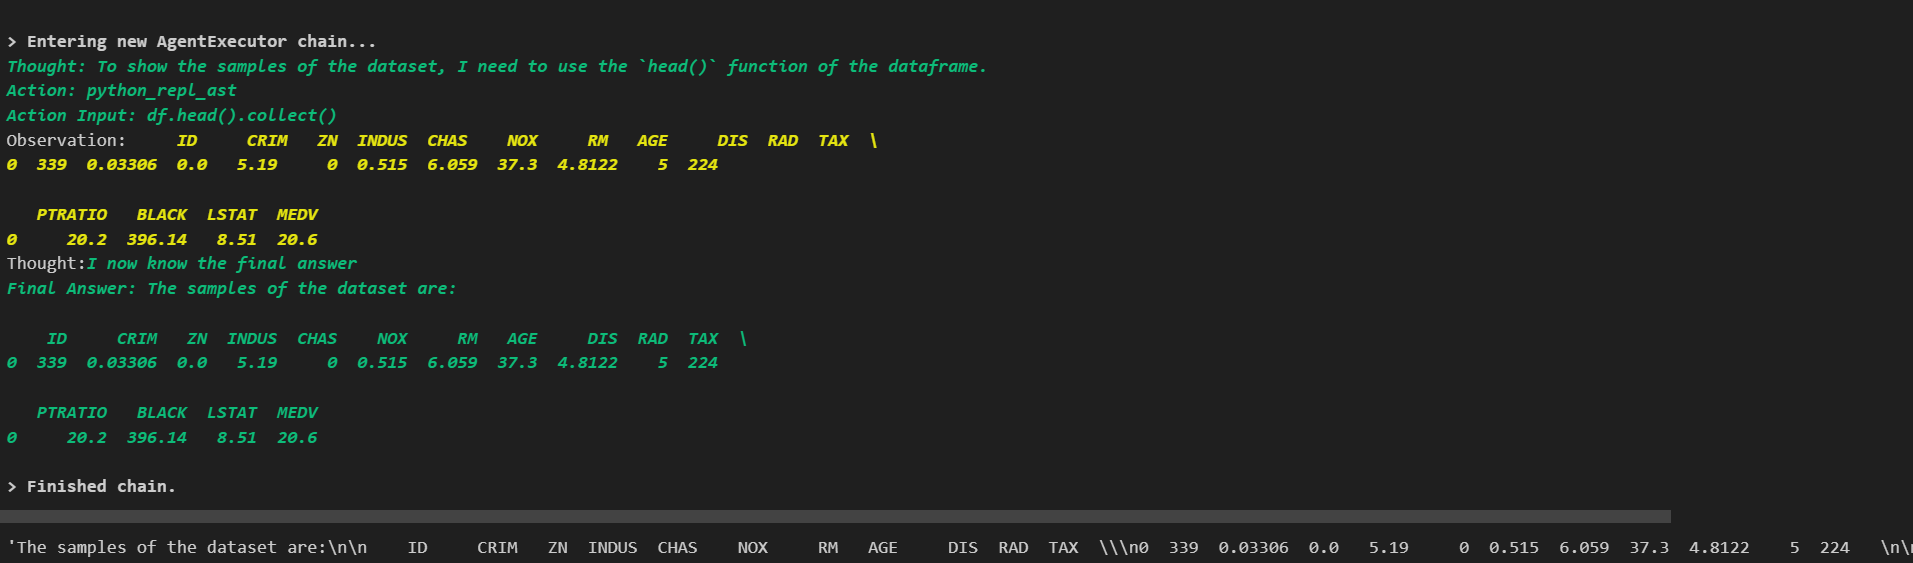 > Entering new AgentExecutor chain...
Thought: To show the samples of the dataset, I need to use the `head()` function of the dataframe.
Action: python_repl_ast
Action Input: df.head().collect()
Observation:     ID     CRIM   ZN  INDUS  CHAS    NOX     RM   AGE     DIS  RAD  TAX  \
0  339  0.03306  0.0   5.19     0  0.515  6.059  37.3  4.8122    5  224
   PTRATIO   BLACK  LSTAT  MEDV
0     20.2  396.14   8.51  20.6
Thought:I now know the final answer
Final Answer: The samples of the dataset are:
    ID     CRIM   ZN  INDUS  CHAS    NOX     RM   AGE     DIS  RAD  TAX  \
0  339  0.03306  0.0   5.19     0  0.515  6.059  37.3  4.8122    5  224
   PTRATIO   BLACK  LSTAT  MEDV
0     20.2  396.14   8.51  20.6
> Finished chain.
'The samples of the dataset are:\n\n    ID     CRIM   ZN  INDUS  CHAS    NOX     RM   AGE     DIS  RAD  TAX  \\\n0  339  0.03306  0.0   5.19     0  0.515  6.059  37.3  4.8122    5  224   \n\n